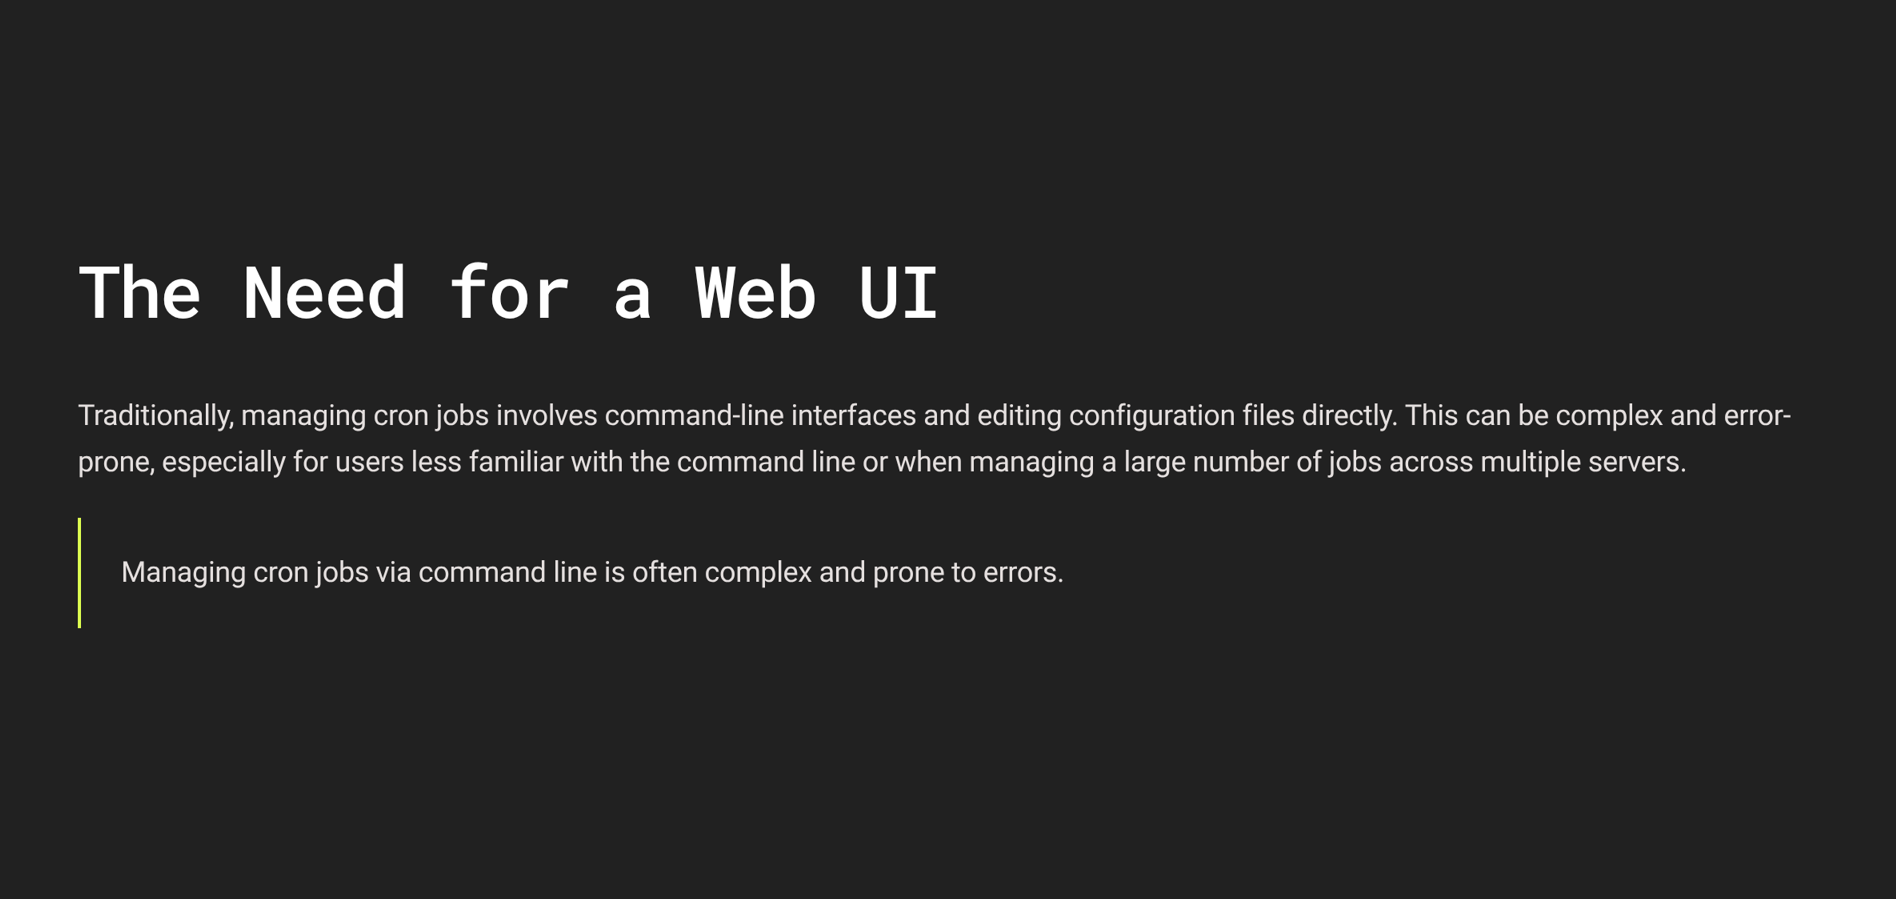 The Need for a Web UI
Traditionally, managing cron jobs involves command-line interfaces and editing configuration files directly. This can be complex and error-
prone, especially for users less familiar with the command line or when managing a large number of jobs across multiple servers.
Managing cron jobs via command line is often complex and prone to errors.